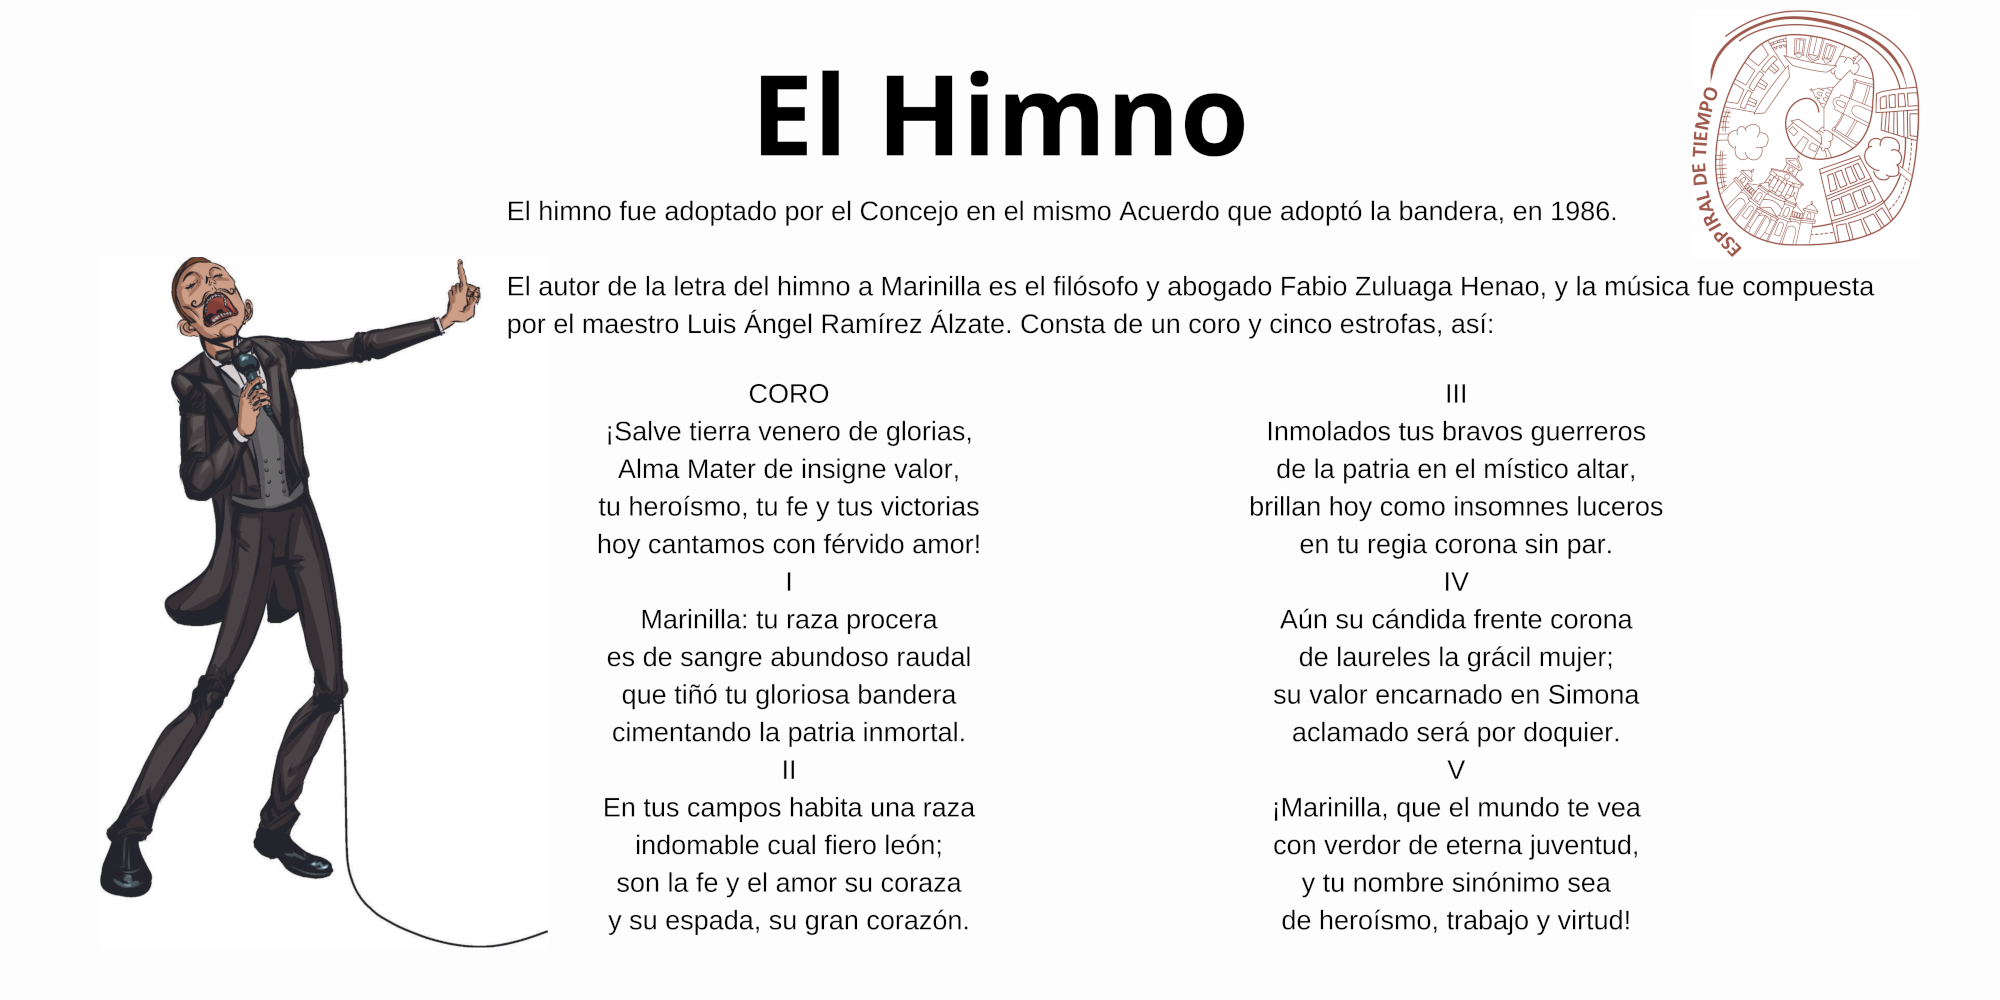 El Himno
ESPIRAL DE TIEMPO
El himno fue adoptado por el Concejo en el mismo Acuerdo que adoptó la bandera, en 1986.
El autor de la letra del himno a Marinilla es el filósofo y abogado Fabio Zuluaga Henao, y la música fue compuesta
por el maestro Luis Ángel Ramírez Álzate. Consta de un coro y cinco estrofas, así:
CORO
¡Salve tierra venero de glorias,
Alma Mater de insigne valor,
tu heroísmo, tu fe y tus victorias
hoy cantamos con férvido amor!
I
Marinilla: tu raza procera
es de sangre abundoso raudal
que tiñó tu gloriosa bandera
cimentando la patria inmortal.
II
En tus campos habita una raza
indomable cual fiero león;
son la fe y el amor su coraza
y su espada, su gran corazón.
III
Inmolados tus bravos guerreros
de la patria en el místico altar,
brillan hoy como insomnes luceros
en tu regia corona sin par.
IV
Aún su cándida frente corona
de laureles la grácil mujer;
su valor encarnado en Simona
aclamado será por doquier.
V
¡Marinilla, que el mundo te vea
con verdor de eterna juventud,
y tu nombre sinónimo sea
de heroísmo, trabajo y virtud!